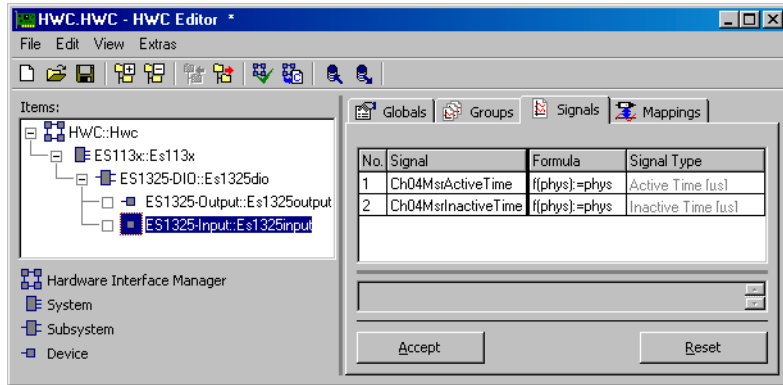 HWC.HWC - HWC Editor *
File Edit View Extras
Items:
HWC::Hwc
ES113x::Es113x
ES1325-DIO::Es1325dio
ES1325-Output::Es1325output
ES1325-Input::Es1325input
Hardware Interface Manager
System
Subsystem
Device
Globals Groups Signals Mappings
No. Signal Formula Signal Type
1 Ch04MsrActiveTime f(phys):=phys Active Time [us]
2 Ch04MsrInactiveTime f(phys):=phys Inactive Time [us]
Accept Reset